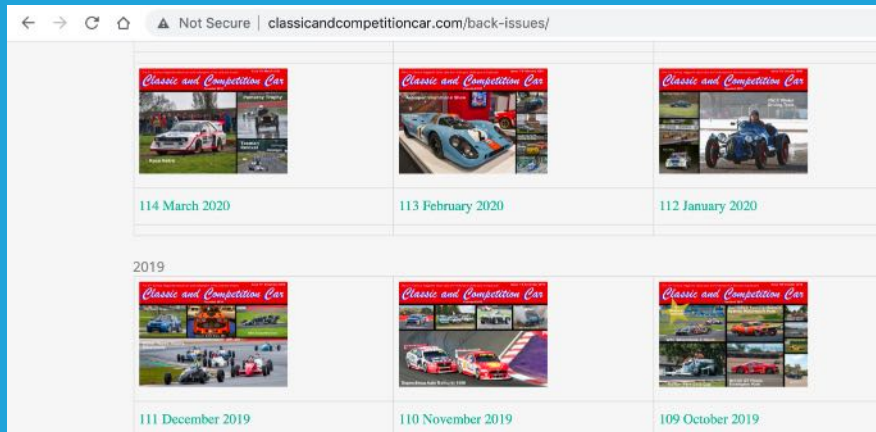 Not Secure | classicandcompetitioncar.com/back-issues/
Classic and Competition Car
Classic and Competition Car
Classic and Competition Car
114 March 2020
113 February 2020
112 January 2020
2019
Classic and Competition Car
Classic and Competition Car
Classic and Competition Car
111 December 2019
110 November 2019
109 October 2019